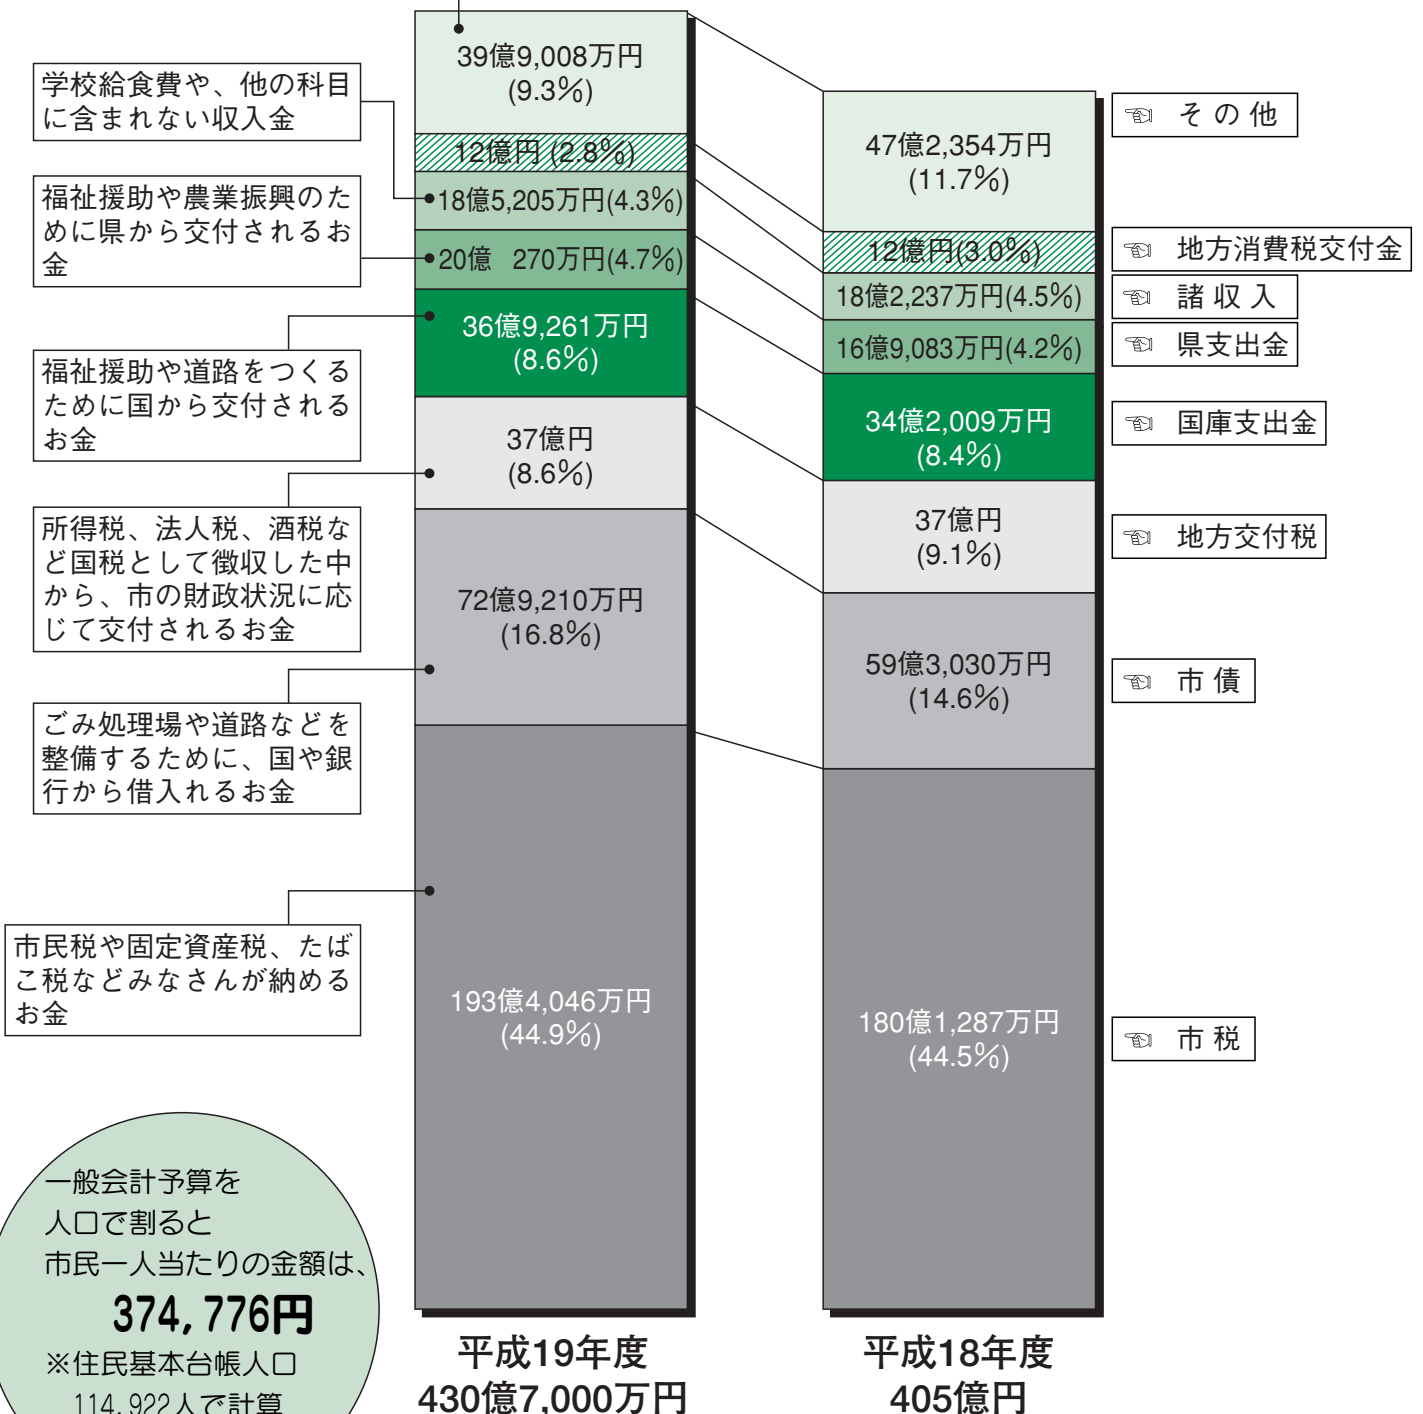 学校給食費や、他の科目
に含まれない収入金
福祉援助や農業振興のた
めに県から交付されるお
金
福祉援助や道路をつくる
ために国から交付される
お金
所得税、法人税、酒税な
ど国税として徴収した中
から、市の財政状況に応
じて交付されるお金
ごみ処理場や道路などを
整備するために、国や銀
行から借入れるお金
市民税や固定資産税、たば
こ税などみなさんが納める
お金
39億9,008万円
(9.3%)
12億円(2.8%)
18億5,205万円(4.3%)
20億 270万円(4.7%)
36億9,261万円
(8.6%)
37億円
(8.6%)
72億9,210万円
(16.8%)
193億4,046万円
(44.9%)
平成19年度
430億7,000万円
47億2,354万円
(11.7%)
12億円(3.0%)
18億2,237万円(4.5%)
16億9,083万円(4.2%)
34億2,009万円
(8.4%)
37億円
(9.1%)
59億3,030万円
(14.6%)
180億1,287万円
(44.5%)
平成18年度
405億円
☜ その他
☜ 地方消費税交付金
☜ 諸収入
☜ 県支出金
☜ 国庫支出金
☜ 地方交付税
☜ 市債
☜ 市税
一般会計予算を
人口で割ると
市民一人当たりの金額は、
374,776円
※住民基本台帳人口
114,922人で計算